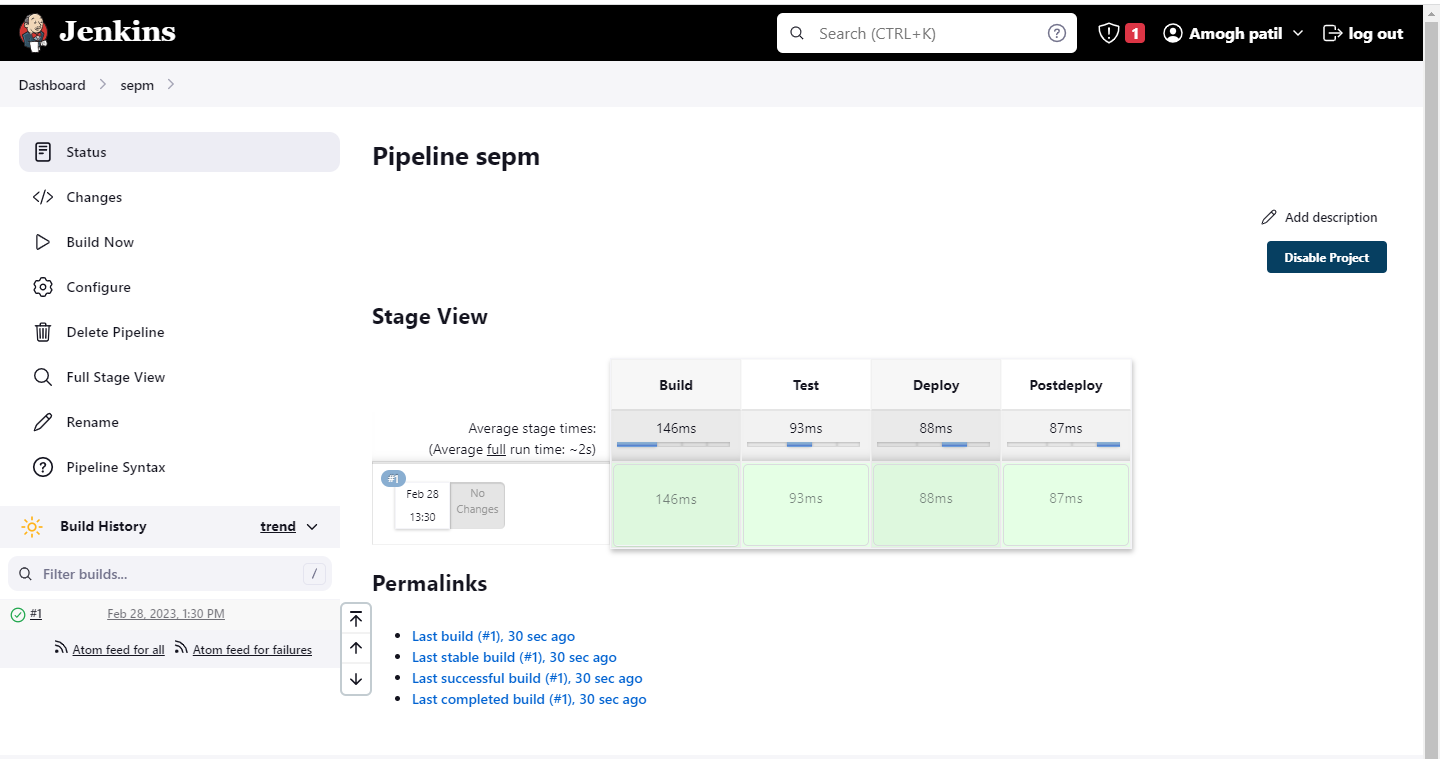 Jenkins
Search (CTRL+K)
1
Amogh patil
log out
Dashboard
sepm
Status
Changes
Build Now
Configure
Delete Pipeline
Full Stage View
Rename
Pipeline Syntax
Build History
trend
Filter builds...
/
#1
Feb 28, 2023, 1:30 PM
Atom feed for all
Atom feed for failures
Pipeline sepm
Add description
Disable Project
Stage View
Build
Test
Deploy
Postdeploy
Average stage times:
(Average full run time: ~2s)
146ms
93ms
88ms
87ms
#1
Feb 28
13:30
No
Changes
146ms
93ms
88ms
87ms
Permalinks
Last build (#1), 30 sec ago
Last stable build (#1), 30 sec ago
Last successful build (#1), 30 sec ago
Last completed build (#1), 30 sec ago